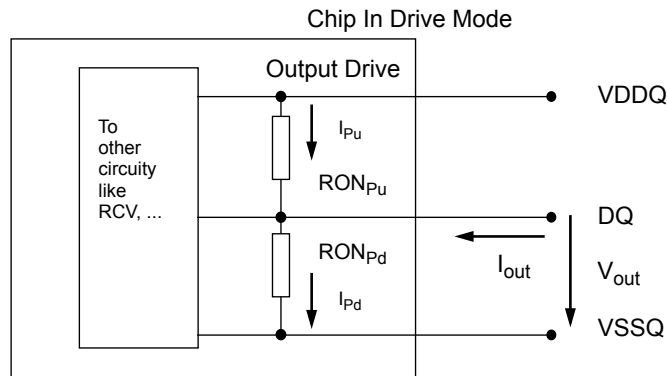 Chip In Drive Mode
Output Drive
To
other
circuity
like
RCV, ...
I_Pu
RON_Pu
RON_Pd
I_Pd
VDDQ
DQ
I_out
V_out
VSSQ